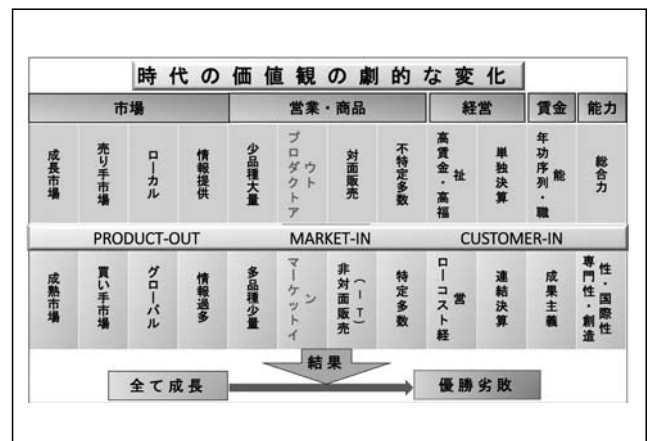 時代の価値観の劇的な変化
市場
営業・商品
経営
賃金
能力
成長市場
売り手市場
ローカル
情報提供
少品種大量
プロダクトア
ウト
対面販売
不特定多数
高賃金・高福
祉
単独決算
年功序列・職
能
総合力
PRODUCT-OUT
MARKET-IN
CUSTOMER-IN
成熟市場
買い手市場
グローバル
情報過多
多品種少量
マーケットイ
ン
非対面販売
(IT)
特定多数
ローコスト経
営
連結決算
成果主義
専門性・創造
性・国際性
結果
全て成長
優勝劣敗